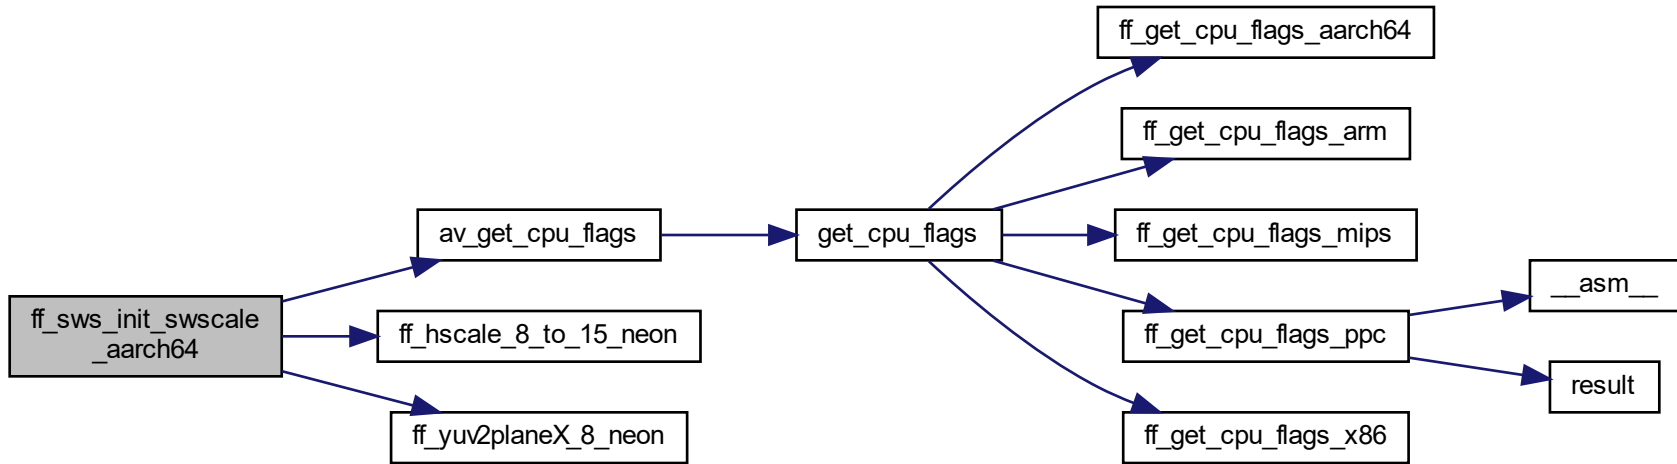 ff_sws_init_swscale
_aarch64
av_get_cpu_flags
ff_hscale_8_to_15_neon
ff_yuv2planeX_8_neon
get_cpu_flags
ff_get_cpu_flags_aarch64
ff_get_cpu_flags_arm
ff_get_cpu_flags_mips
ff_get_cpu_flags_ppc
ff_get_cpu_flags_x86
__asm__
result